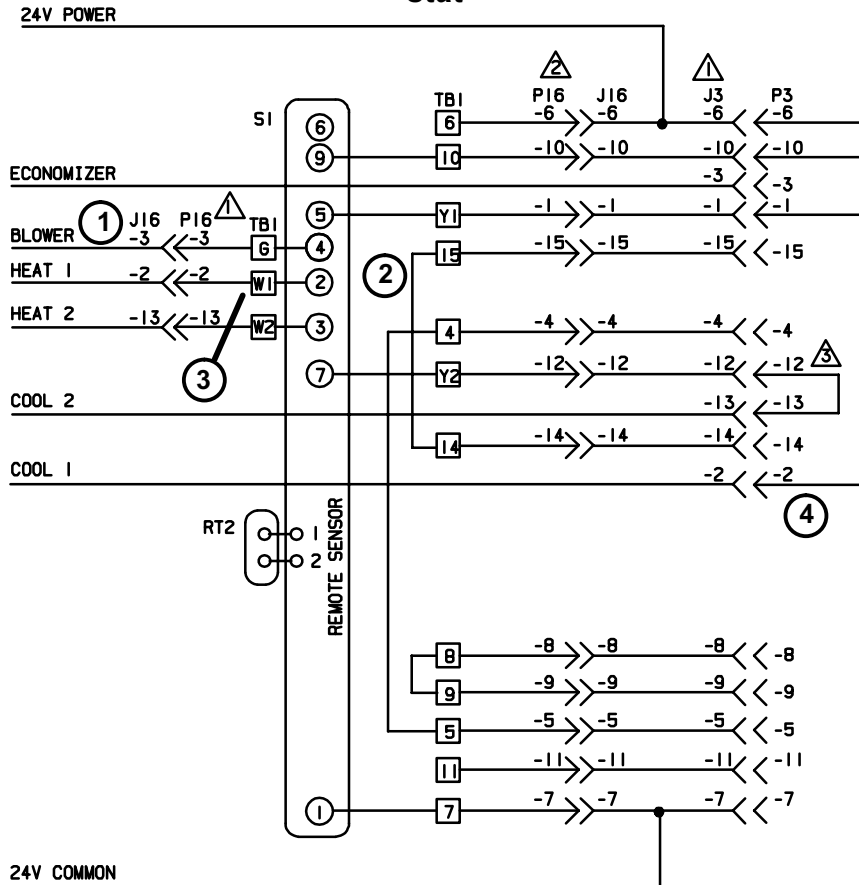 24V POWER
2 1
TB1 P16 J16 J3 P3
S1 6 6 -6 -6 -6 -6
9 10 -10 -10 -10 -10
ECONOMIZER -3 -3
1 J16 P16 1 TB1 5 Y1 -1 -1 -1 -1
BLOWER -3 -3 G 4 15 -15 -15 -15 -15
2
HEAT 1 -2 -2 W1 2
HEAT 2 -13 -13 W2 3 4 -4 -4 -4 -4
3 7 Y2 -12 -12 -12 -12 3
COOL 2 -13 -13
14 -14 -14 -14 -14
COOL 1 -2 -2
4
RT2 1
2
REMOTE SENSOR
8 -8 -8 -8 -8
9 -9 -9 -9 -9
5 -5 -5 -5 -5
11 -11 -11 -11 -11
1 7 -7 -7 -7 -7
24V COMMON